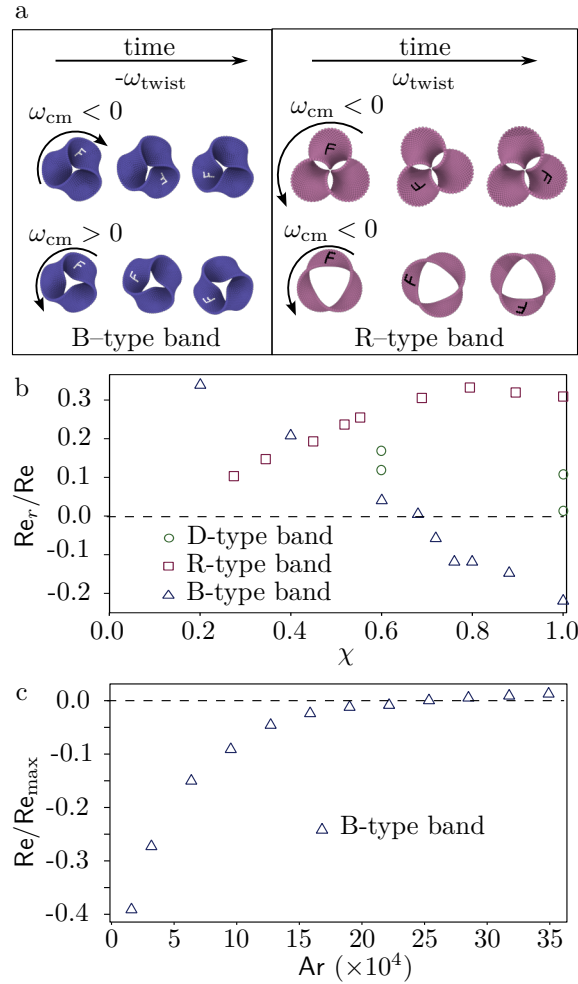 a
time
time
-ω_twist
ω_twist
ω_cm < 0
ω_cm < 0
F F F
F F F
ω_cm > 0
ω_cm < 0
F F
F F F
B–type band
R–type band
b
0.3
0.2
0.1
0.0
-0.1
-0.2
Re_r/Re
D-type band
R-type band
B-type band
0.0 0.2 0.4 0.6 0.8 1.0
χ
c
0.0
-0.1
-0.2
-0.3
-0.4
Re/Re_max
B-type band
0 5 10 15 20 25 30 35
Ar (×10⁴)